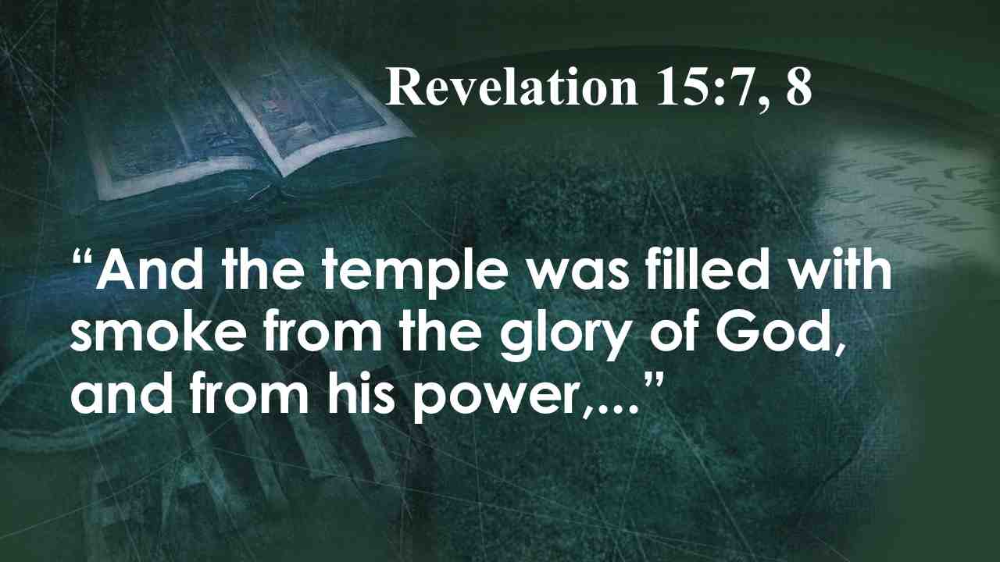 Revelation 15:7, 8
“And the temple was filled with
smoke from the glory of God,
and from his power,...”